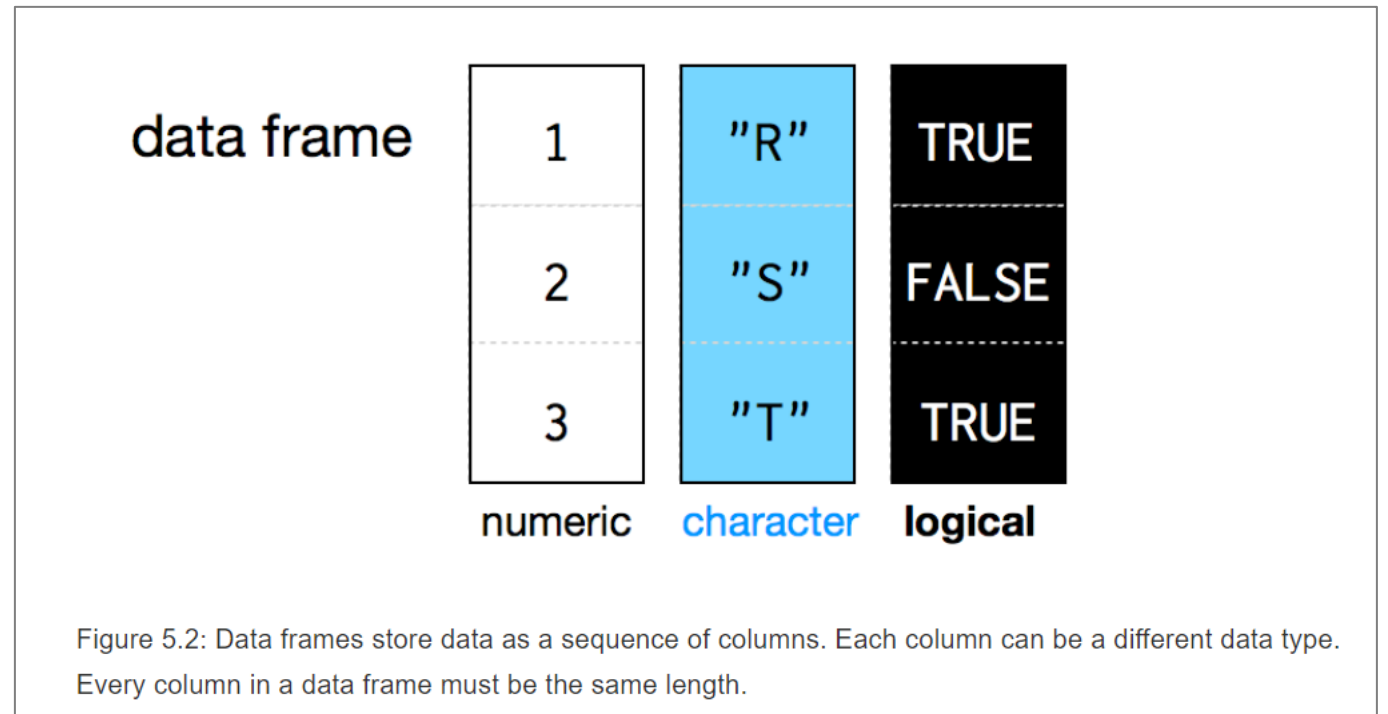 data frame 1 "R" TRUE
2 "S" FALSE
3 "T" TRUE
numeric character logical
Figure 5.2: Data frames store data as a sequence of columns. Each column can be a different data type.
Every column in a data frame must be the same length.